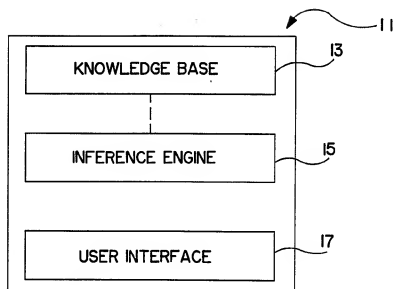 11
KNOWLEDGE BASE
13
INFERENCE ENGINE
15
USER INTERFACE
17